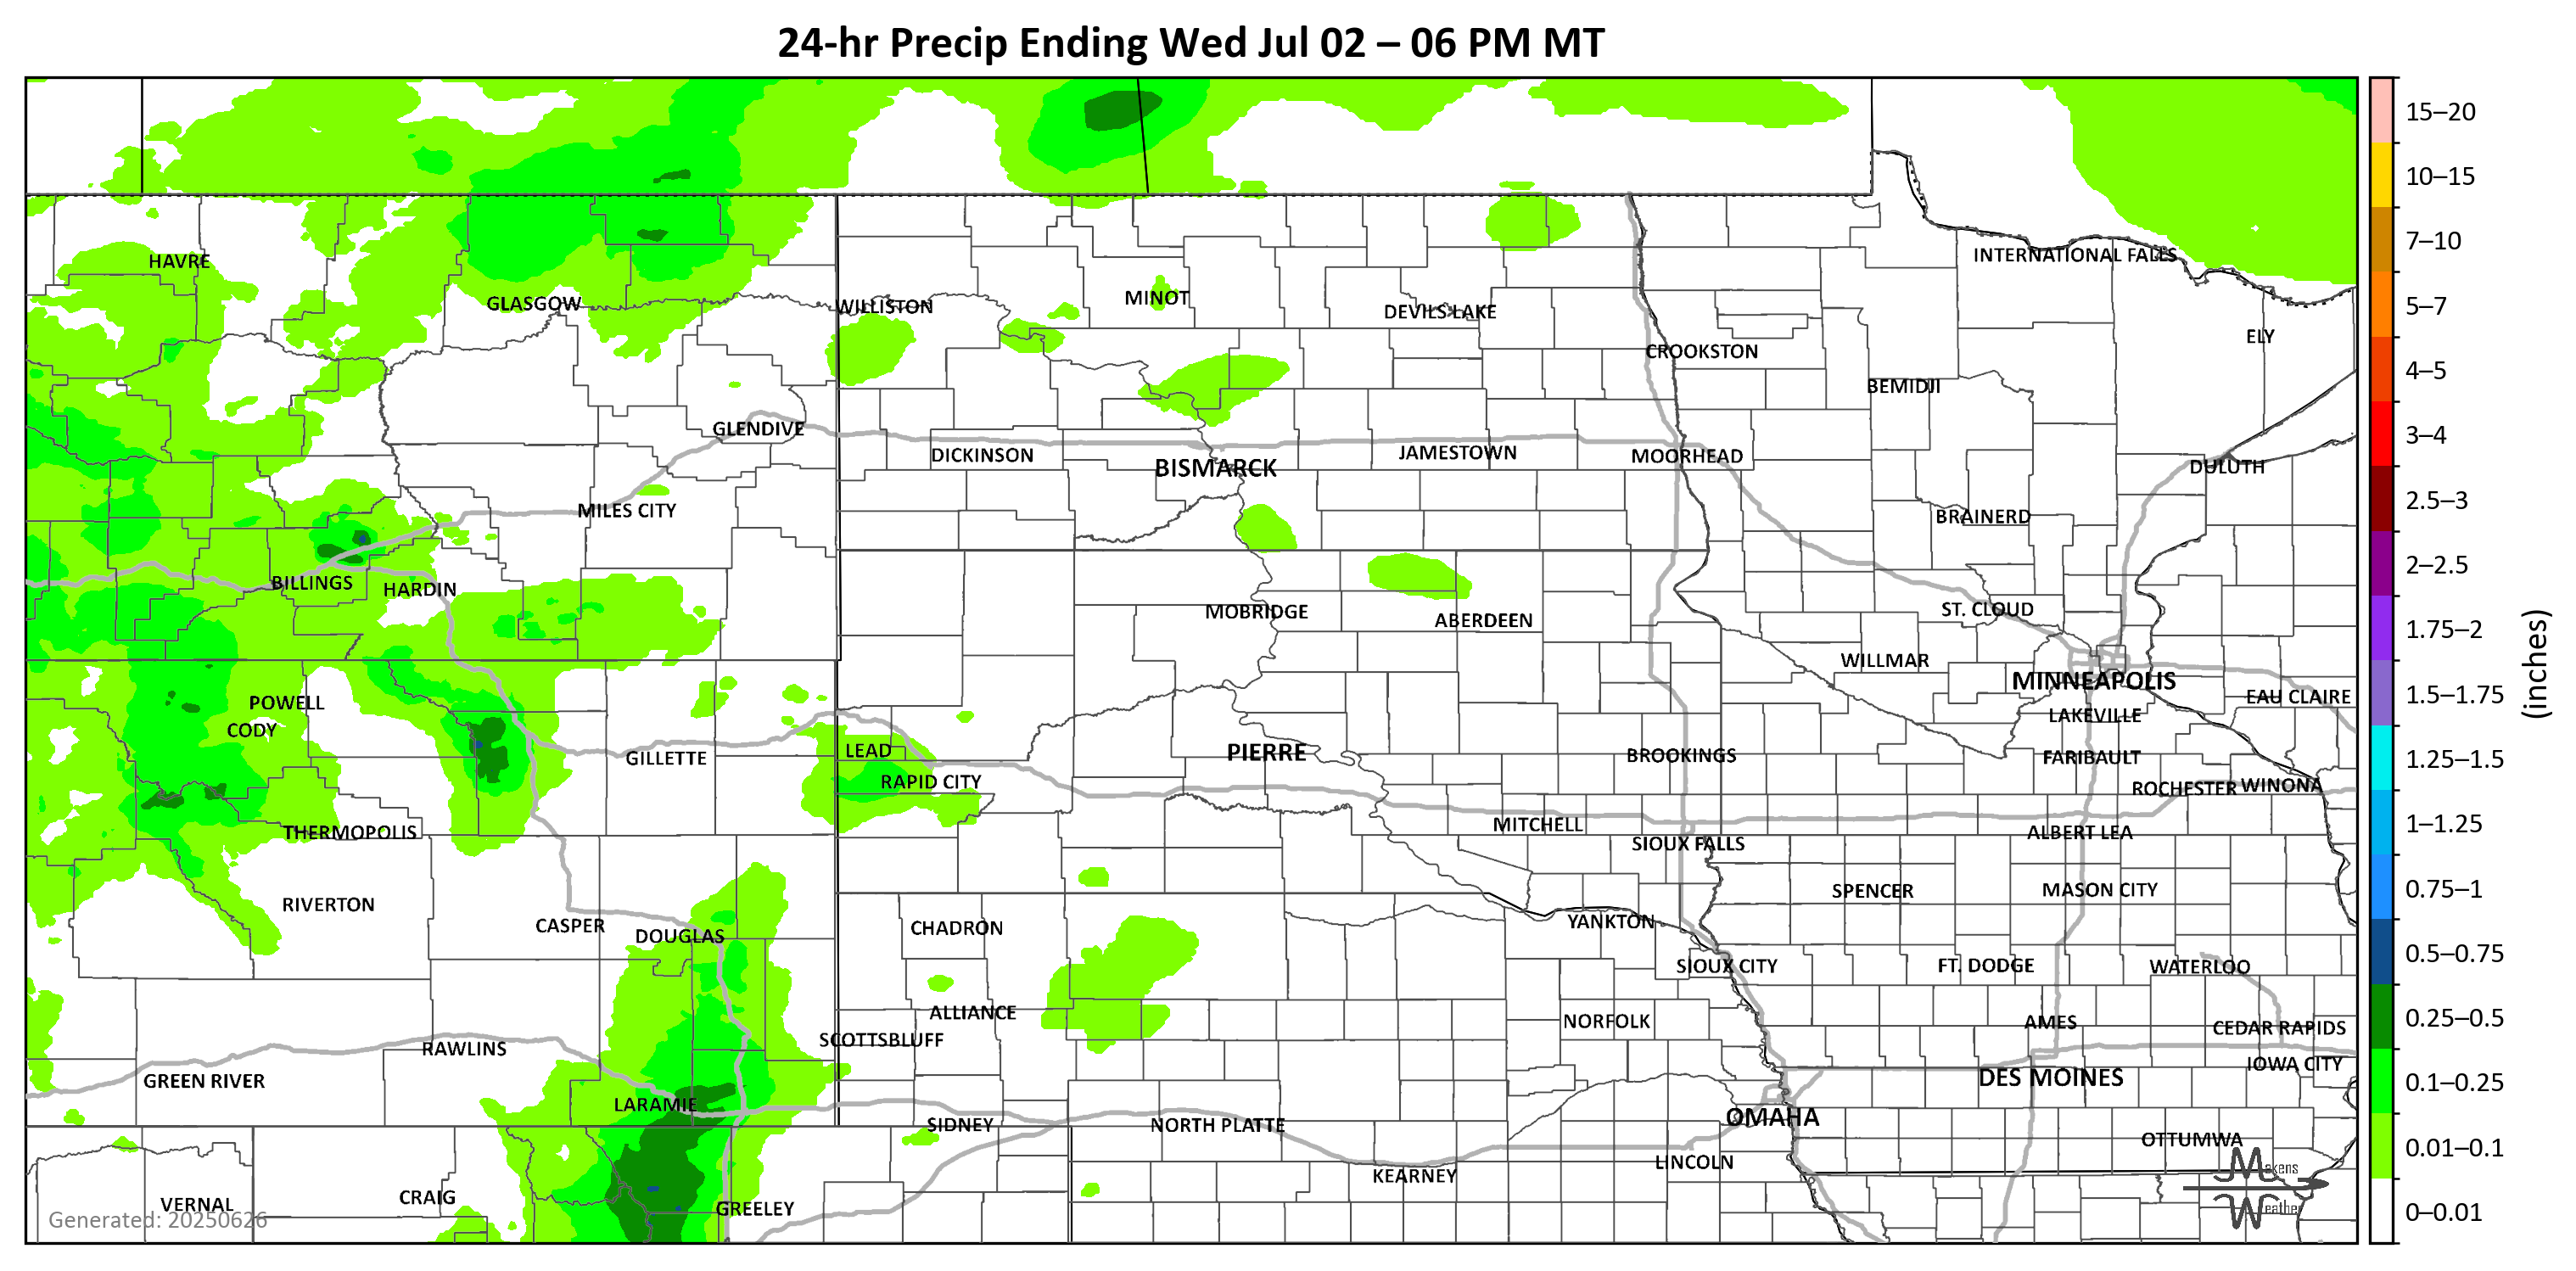 24-hr Precip Ending Wed Jul 02 – 06 PM MT
HAVRE
GLASGOW
WILLISTON
MINOT
DEVILS LAKE
CROOKSTON
INTERNATIONAL FALLS
ELY
BEMIDJI
GLENDIVE
DICKINSON
BISMARCK
JAMESTOWN
MOORHEAD
DULUTH
MILES CITY
BRAINERD
BILLINGS
HARDIN
MOBRIDGE
ABERDEEN
ST. CLOUD
WILLMAR
MINNEAPOLIS
EAU CLAIRE
POWELL
CODY
LAKEVILLE
GILLETTE
LEAD
RAPID CITY
PIERRE
BROOKINGS
FARIBAULT
ROCHESTER
WINONA
THERMOPOLIS
MITCHELL
SIOUX FALLS
ALBERT LEA
RIVERTON
CASPER
DOUGLAS
CHADRON
YANKTON
SPENCER
MASON CITY
SIOUX CITY
FT. DODGE
WATERLOO
ALLIANCE
SCOTTSBLUFF
NORFOLK
AMES
CEDAR RAPIDS
IOWA CITY
RAWLINS
GREEN RIVER
LARAMIE
SIDNEY
NORTH PLATTE
OMAHA
DES MOINES
OTTUMWA
LINCOLN
KEARNEY
VERNAL
CRAIG
GREELEY
Generated: 20250626
Makens
Weather
15–20
10–15
7–10
5–7
4–5
3–4
2.5–3
2–2.5
1.75–2
1.5–1.75
1.25–1.5
1–1.25
0.75–1
0.5–0.75
0.25–0.5
0.1–0.25
0.01–0.1
0–0.01
(inches)